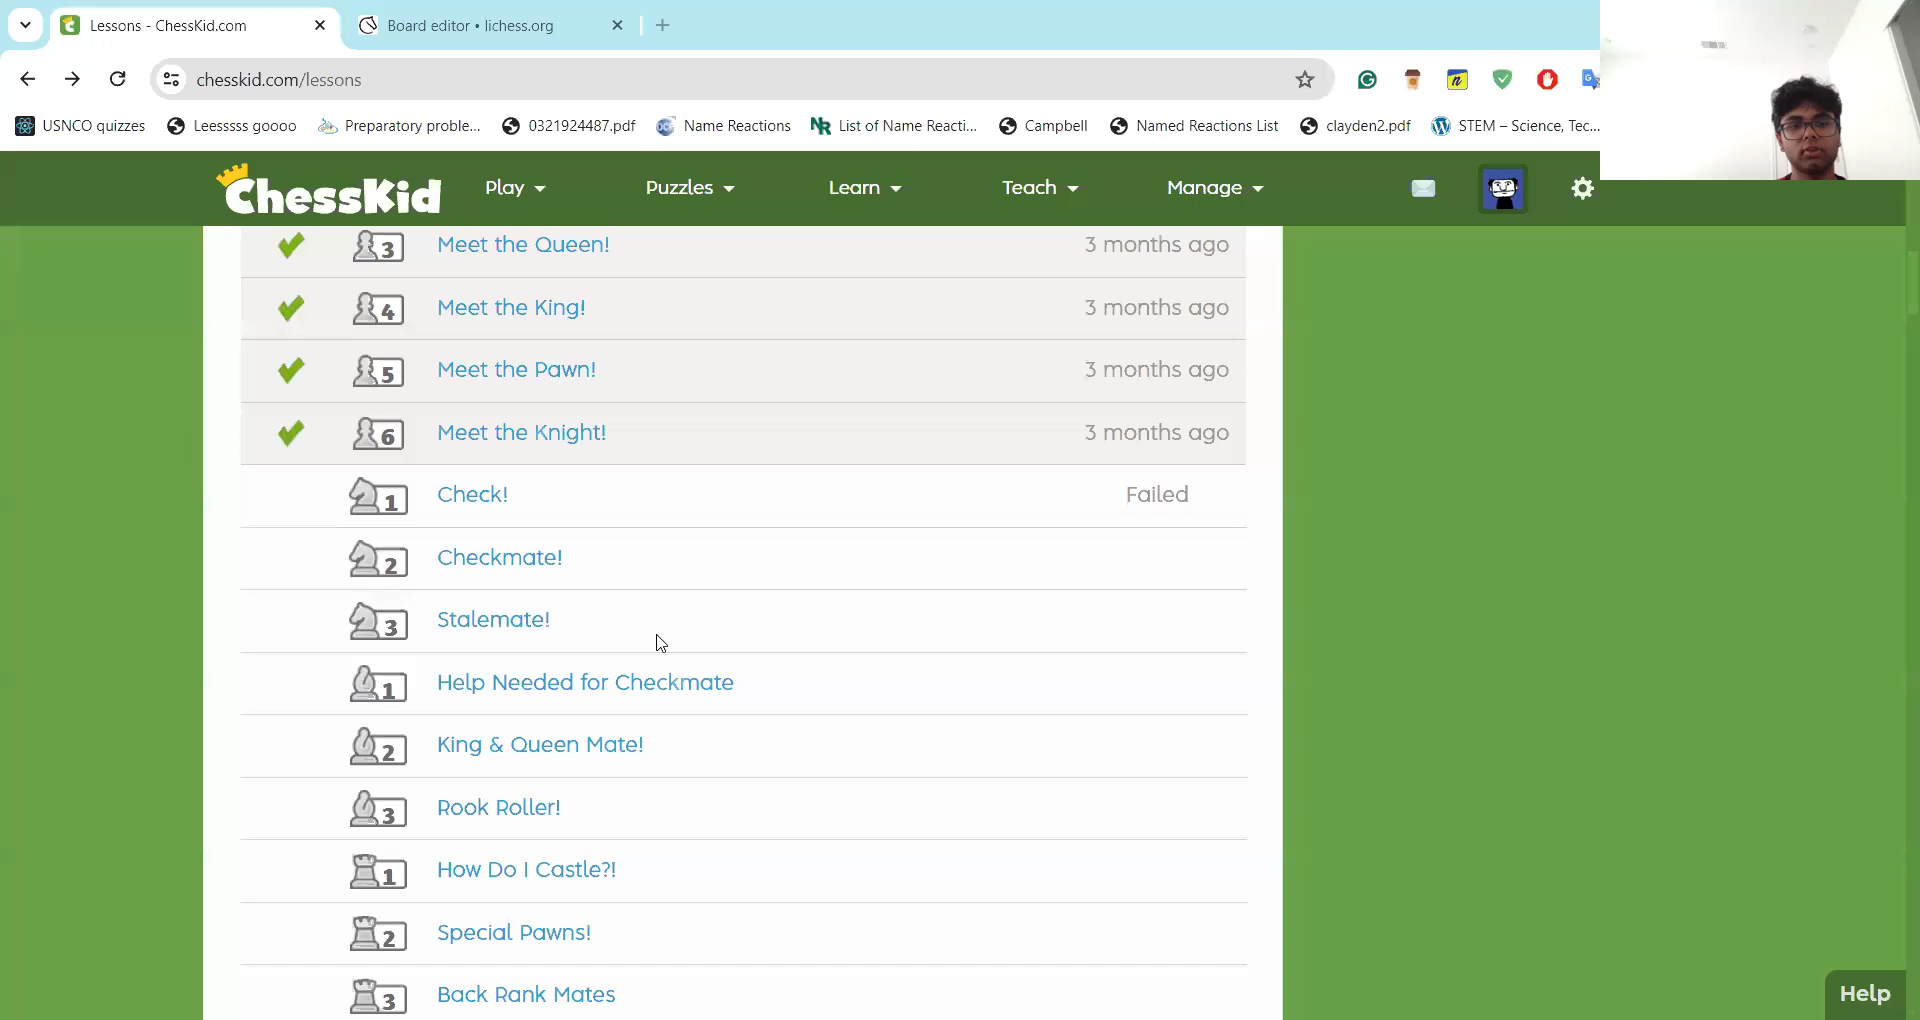 Lessons - ChessKid.com
Board editor • lichess.org
chesskid.com/lessons
USNCO quizzes
Leesssss goooo
Preparatory proble...
0321924487.pdf
Name Reactions
List of Name Reacti...
Campbell
Named Reactions List
clayden2.pdf
STEM – Science, Tec...
ChessKid
Play
Puzzles
Learn
Teach
Manage
3 Meet the Queen! 3 months ago
4 Meet the King! 3 months ago
5 Meet the Pawn! 3 months ago
6 Meet the Knight! 3 months ago
1 Check! Failed
2 Checkmate!
3 Stalemate!
1 Help Needed for Checkmate
2 King & Queen Mate!
3 Rook Roller!
1 How Do I Castle?!
2 Special Pawns!
3 Back Rank Mates
Help